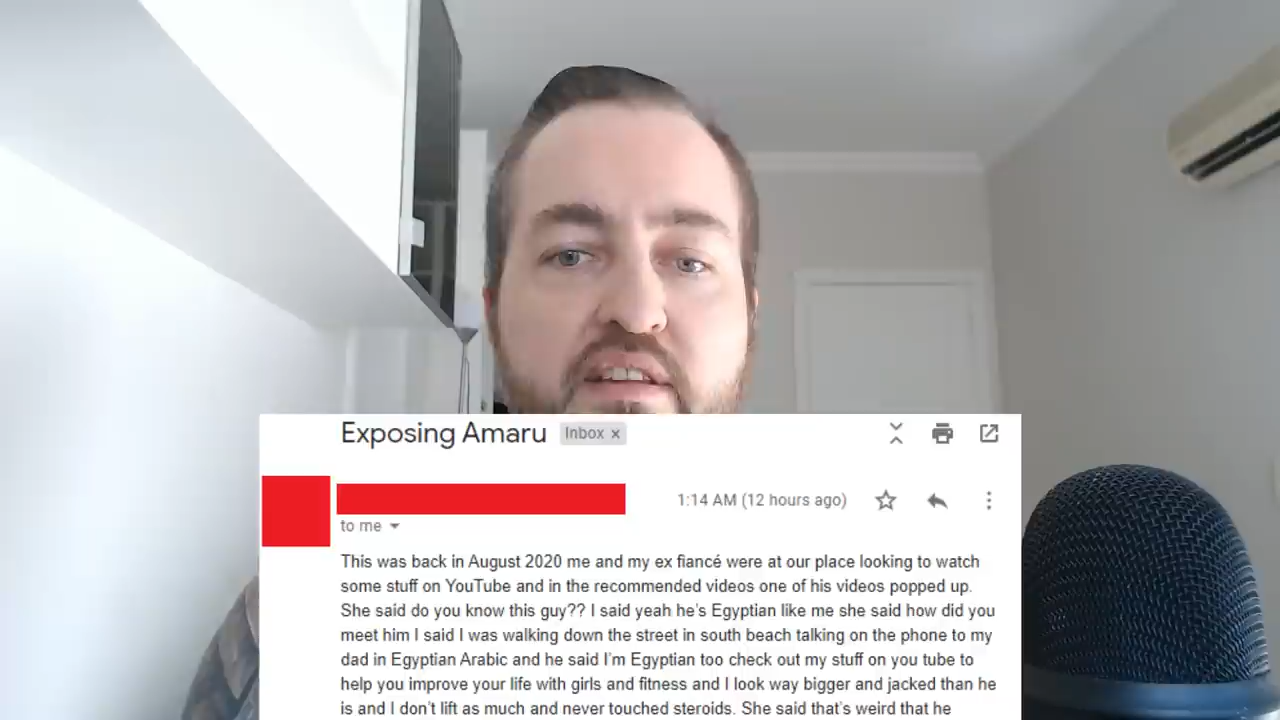 Exposing Amaru Inbox ×
1:14 AM (12 hours ago)
to me
This was back in August 2020 me and my ex fiancé were at our place looking to watch
some stuff on YouTube and in the recommended videos one of his videos popped up.
She said do you know this guy?? I said yeah he's Egyptian like me she said how did you
meet him I said I was walking down the street in south beach talking on the phone to my
dad in Egyptian Arabic and he said I'm Egyptian too check out my stuff on you tube to
help you improve your life with girls and fitness and I look way bigger and jacked than he
is and I don't lift as much and never touched steroids. She said that's weird that he